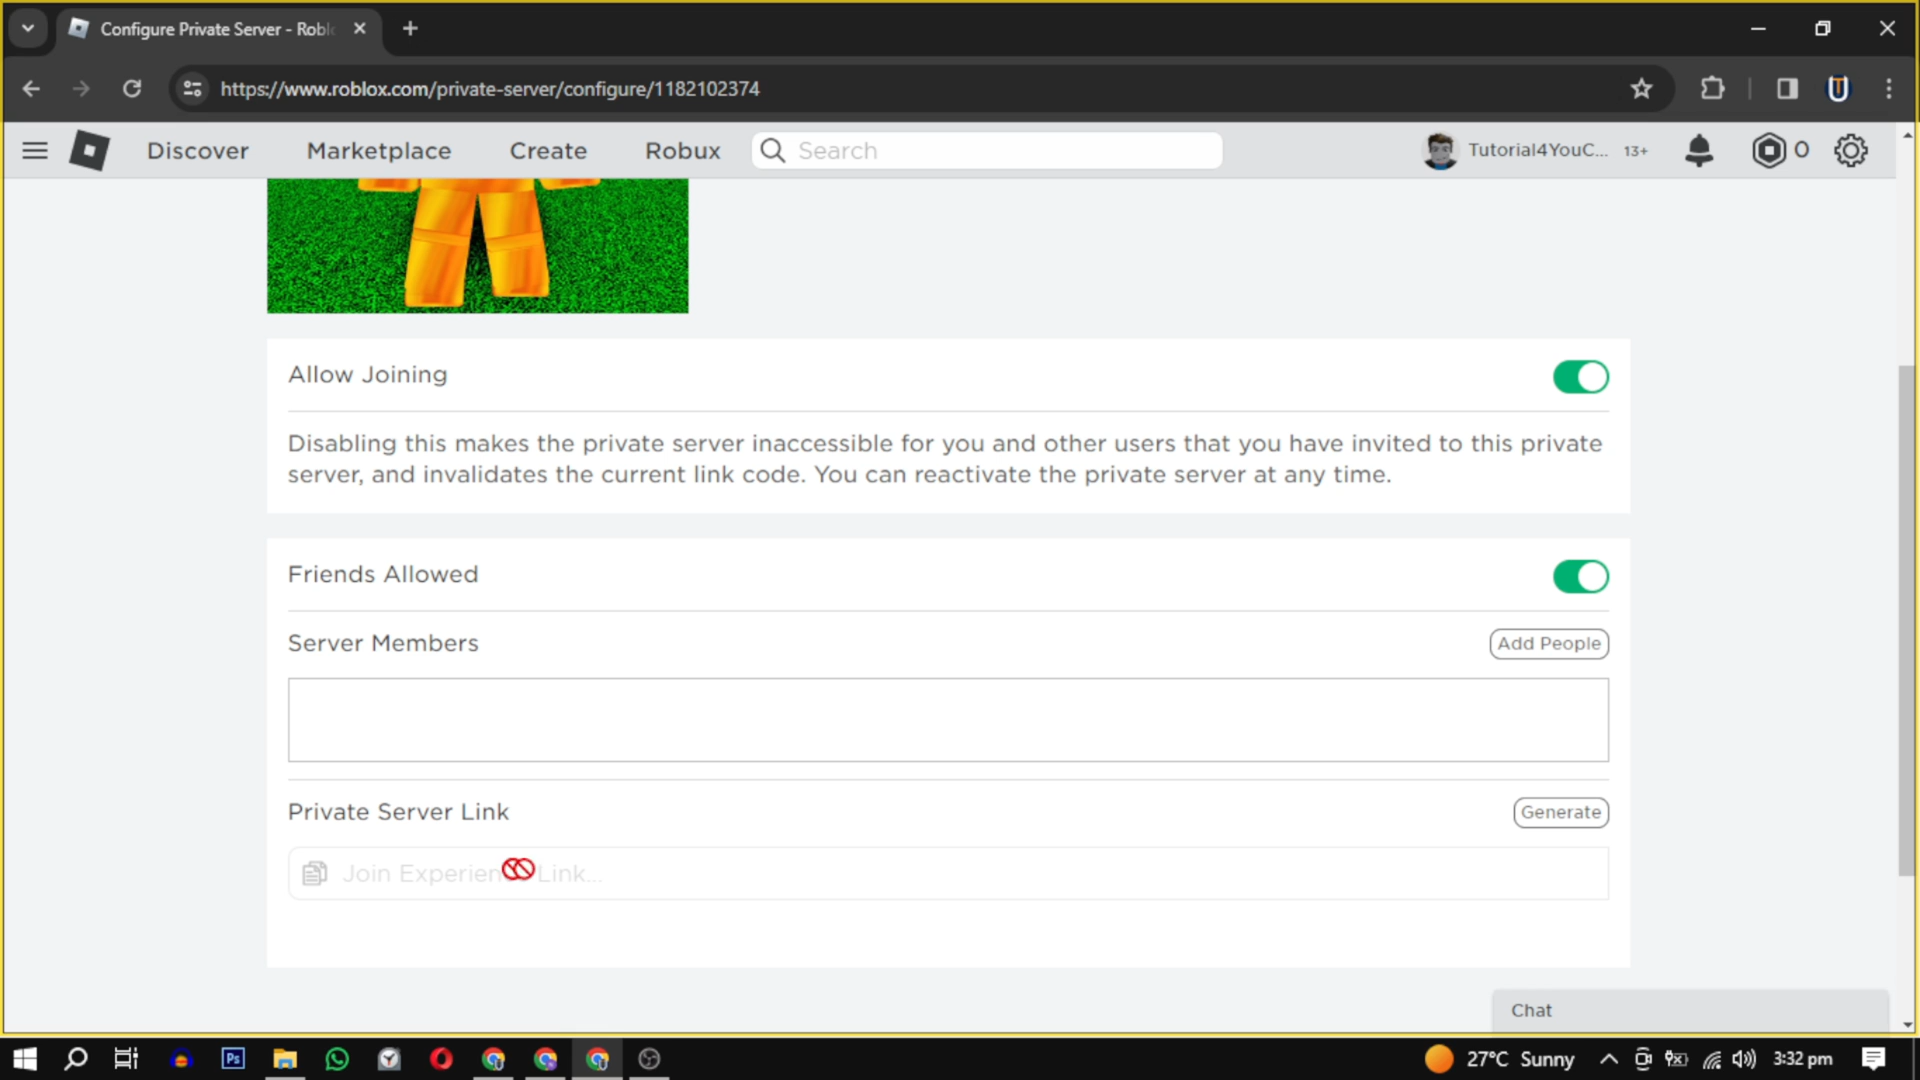 Configure Private Server - Roblo
https://www.roblox.com/private-server/configure/1182102374
Discover
Marketplace
Create
Robux
Search
Tutorial4YouC...
13+
0
Allow Joining
Disabling this makes the private server inaccessible for you and other users that you have invited to this private
server, and invalidates the current link code. You can reactivate the private server at any time.
Friends Allowed
Server Members
Add People
Private Server Link
Generate
Join Experien Link...
Chat
Ps
27°C Sunny
3:32 pm